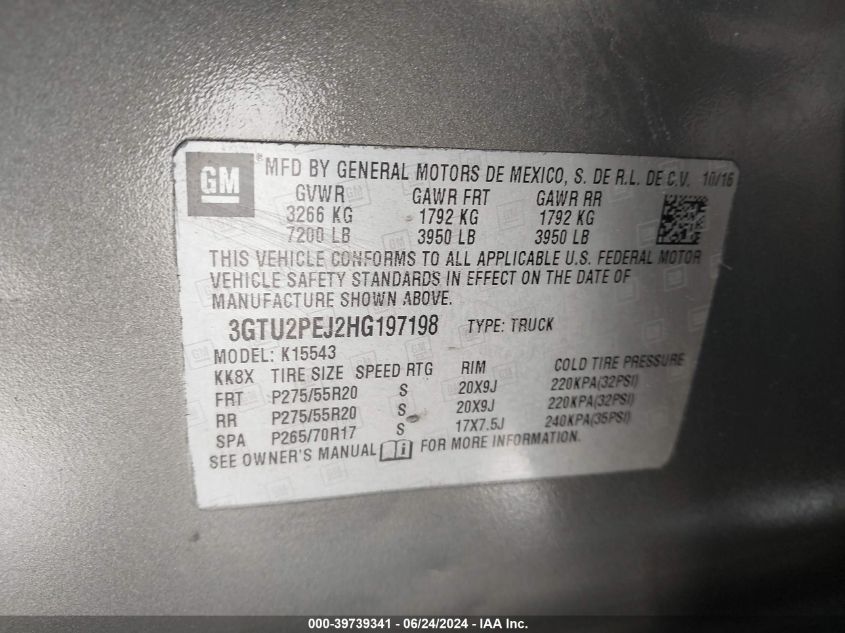 GM ®MFD BY GENERAL MOTORS DE MEXICO, S. DE R.L. DE C.V. 10/16
GVWR GAWR FRT GAWR RR
3266 KG 1792 KG 1792 KG
7200 LB 3950 LB 3950 LB
THIS VEHICLE CONFORMS TO ALL APPLICABLE U.S. FEDERAL MOTOR
VEHICLE SAFETY STANDARDS IN EFFECT ON THE DATE OF
MANUFACTURE SHOWN ABOVE.
3GTU2PEJ2HG197198 TYPE: TRUCK
MODEL: K15543
KK8X TIRE SIZE SPEED RTG RIM COLD TIRE PRESSURE
FRT P275/55R20 S 20X9J 220KPA(32PSI)
RR P275/55R20 S 20X9J 220KPA(32PSI)
SPA P265/70R17 S 17X7.5J 240KPA(35PSI)
SEE OWNER'S MANUAL i FOR MORE INFORMATION.
000-39739341 / 06/24/2024 - IAA Inc.